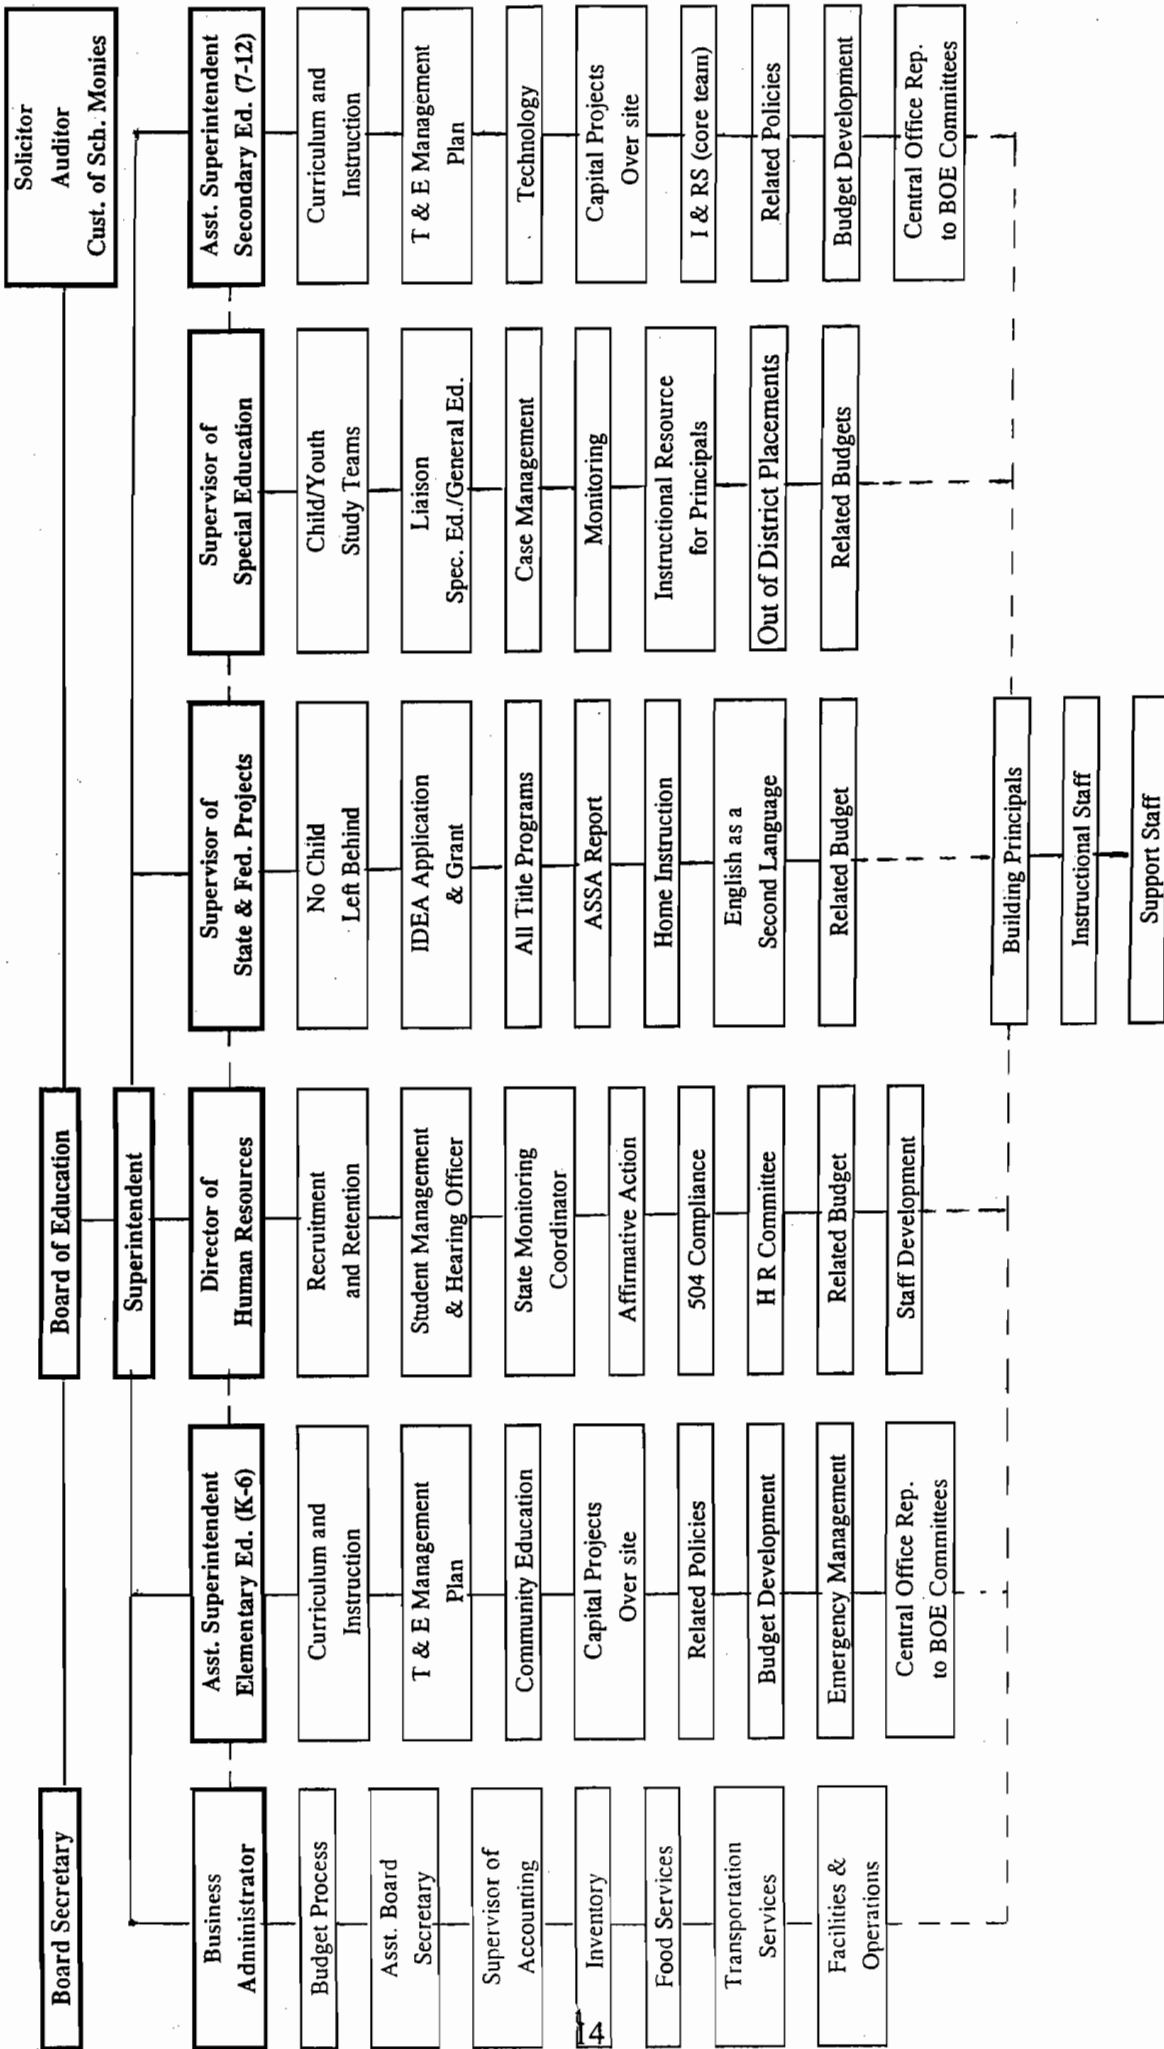 Solicitor
Auditor
Cust. of Sch. Monies
Board Secretary
Board of Education
Superintendent
Business
Administrator
Budget Process
Asst. Board
Secretary
Supervisor of
Accounting
Inventory
Food Services
Transportation
Services
Facilities &
Operations
Asst. Superintendent
Elementary Ed. (K-6)
Curriculum and
Instruction
T & E Management
Plan
Community Education
Capital Projects
Over site
Related Policies
Budget Development
Emergency Management
Central Office Rep.
to BOE Committees
Director of
Human Resources
Recruitment
and Retention
Student Management
& Hearing Officer
State Monitoring
Coordinator
Affirmative Action
504 Compliance
H R Committee
Related Budget
Staff Development
Supervisor of
State & Fed. Projects
No Child
Left Behind
IDEA Application
& Grant
All Title Programs
ASSA Report
Home Instruction
English as a
Second Language
Related Budget
Supervisor of
Special Education
Child/Youth
Study Teams
Liaison
Spec. Ed./General Ed.
Case Management
Monitoring
Instructional Resource
for Principals
Out of District Placements
Related Budgets
Asst. Superintendent
Secondary Ed. (7-12)
Curriculum and
Instruction
T & E Management
Plan
Technology
Capital Projects
Over site
I & RS (core team)
Related Policies
Budget Development
Central Office Rep.
to BOE Committees
Building Principals
Instructional Staff
Support Staff
14